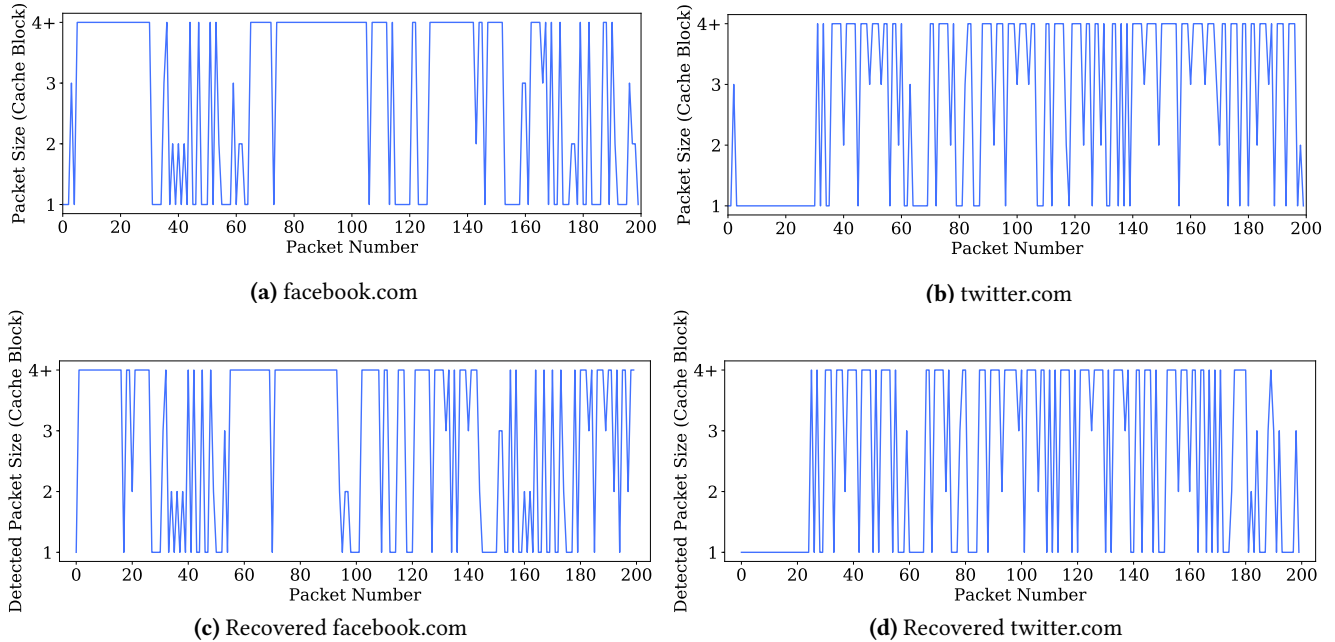 Packet Size (Cache Block)
4+
3
2
1
0 20 40 60 80 100 120 140 160 180 200
Packet Number
(a) facebook.com
Packet Size (Cache Block)
4+
3
2
1
0 20 40 60 80 100 120 140 160 180 200
Packet Number
(b) twitter.com
Detected Packet Size (Cache Block)
4+
3
2
1
0 20 40 60 80 100 120 140 160 180 200
Packet Number
(c) Recovered facebook.com
Detected Packet Size (Cache Block)
4+
3
2
1
0 20 40 60 80 100 120 140 160 180 200
Packet Number
(d) Recovered twitter.com